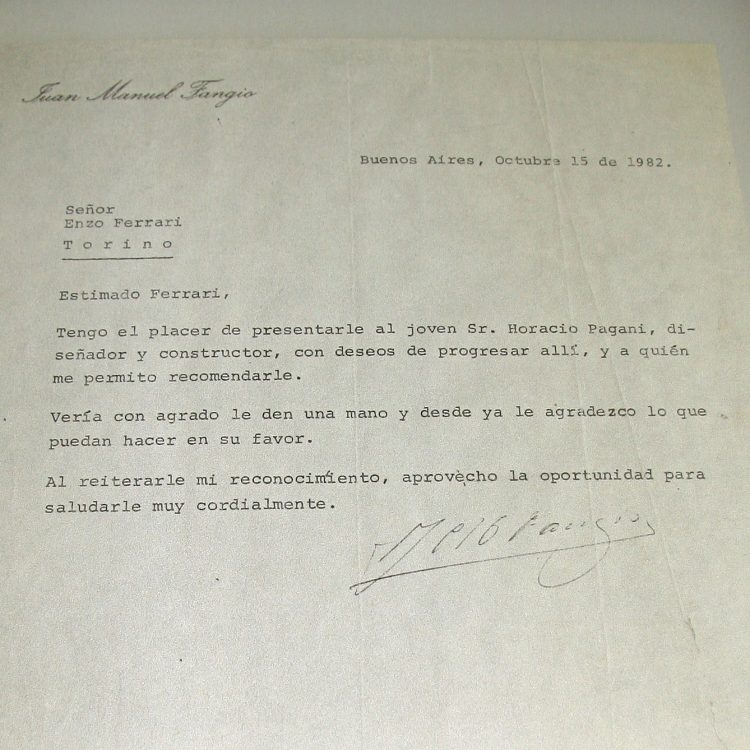 Juan Manuel Fangio
Buenos Aires, Octubre 15 de 1982.
Señor
Enzo Ferrari
T o r i n o
Estimado Ferrari,
Tengo el placer de presentarle al joven Sr. Horacio Pagani, di-
señador y constructor, con deseos de progresar allí, y a quién
me permito recomendarle.
Vería con agrado le den una mano y desde ya le agradezco lo que
puedan hacer en su favor.
Al reiterarle mi reconocimiento, aprovecho la oportunidad para
saludarle muy cordialmente.
Fangio